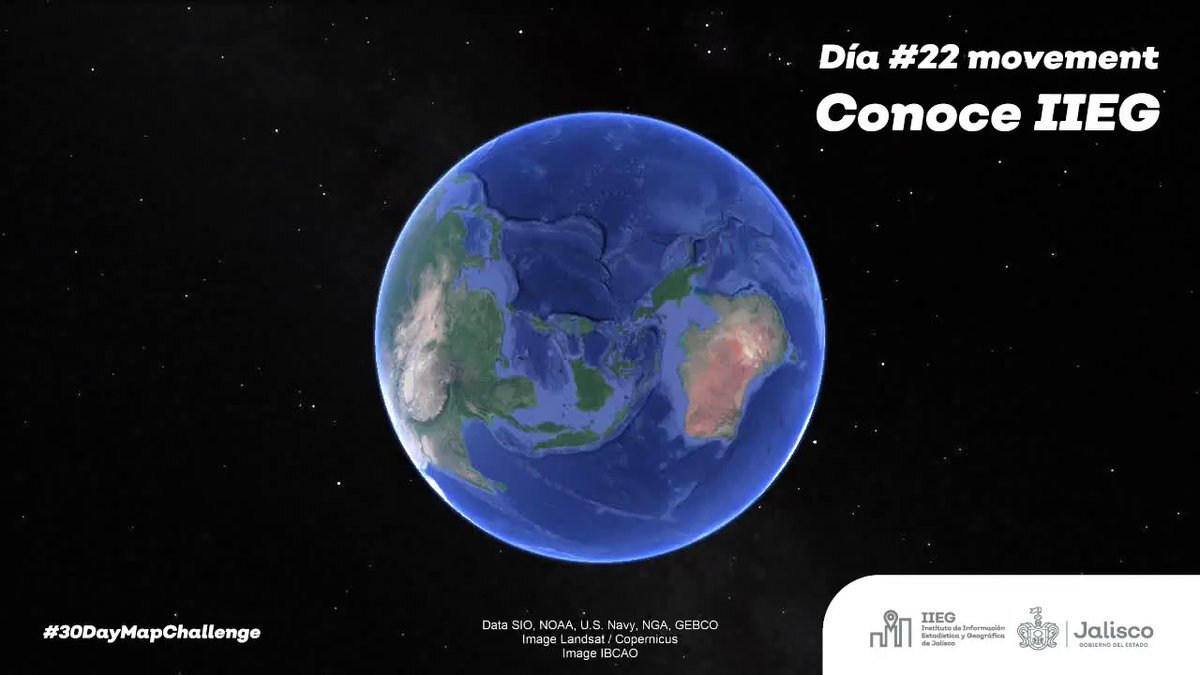 Día #22 movement
Conoce IIEG
#30DayMapChallenge
Data SIO, NOAA, U.S. Navy, NGA, GEBCO
Image Landsat / Copernicus
Image IBCAO
IIEG
Instituto de Información
Estadística y Geográfica
de Jalisco
Jalisco
GOBIERNO DEL ESTADO